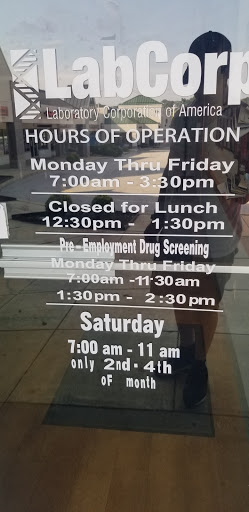 LabCorp
Laboratory Corporation of America
HOURS OF OPERATION
Monday Thru Friday
7:00am - 3:30pm
Closed for Lunch
12:30pm - 1:30pm
Pre-Employment Drug Screening
Monday Thru Friday
7:00am -11:30am
1:30pm - 2:30pm
Saturday
7:00 am - 11 am
only 2nd - 4th
of month